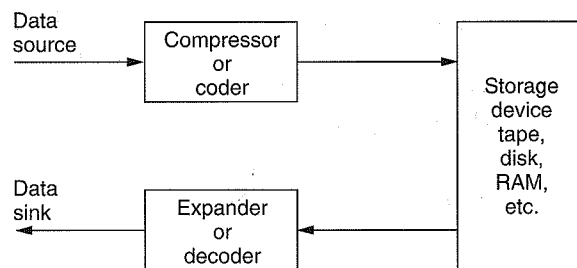 Data
source
Compressor
or
coder
Storage
device
tape,
disk,
RAM,
etc.
Data
sink
Expander
or
decoder